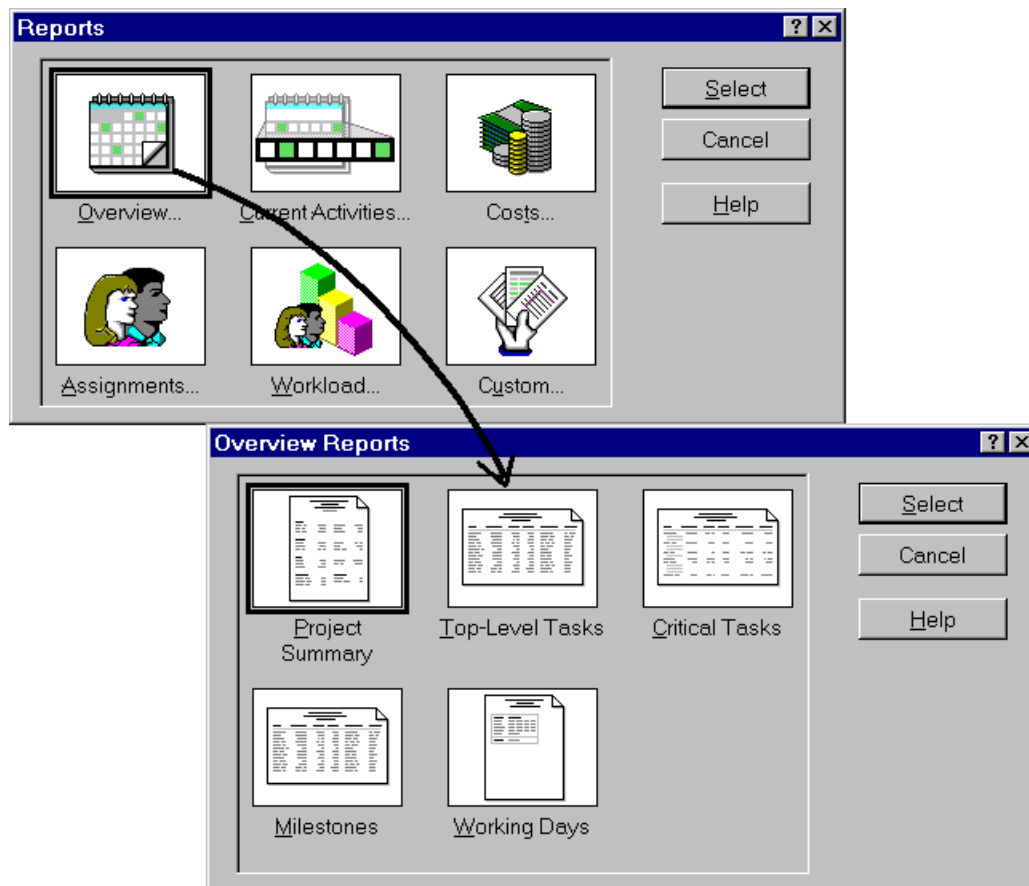 Reports
Select
Cancel
Help
Overview...
Current Activities...
Costs...
Assignments...
Workload...
Custom...
Overview Reports
Select
Cancel
Help
Project
Summary
Top-Level Tasks
Critical Tasks
Milestones
Working Days